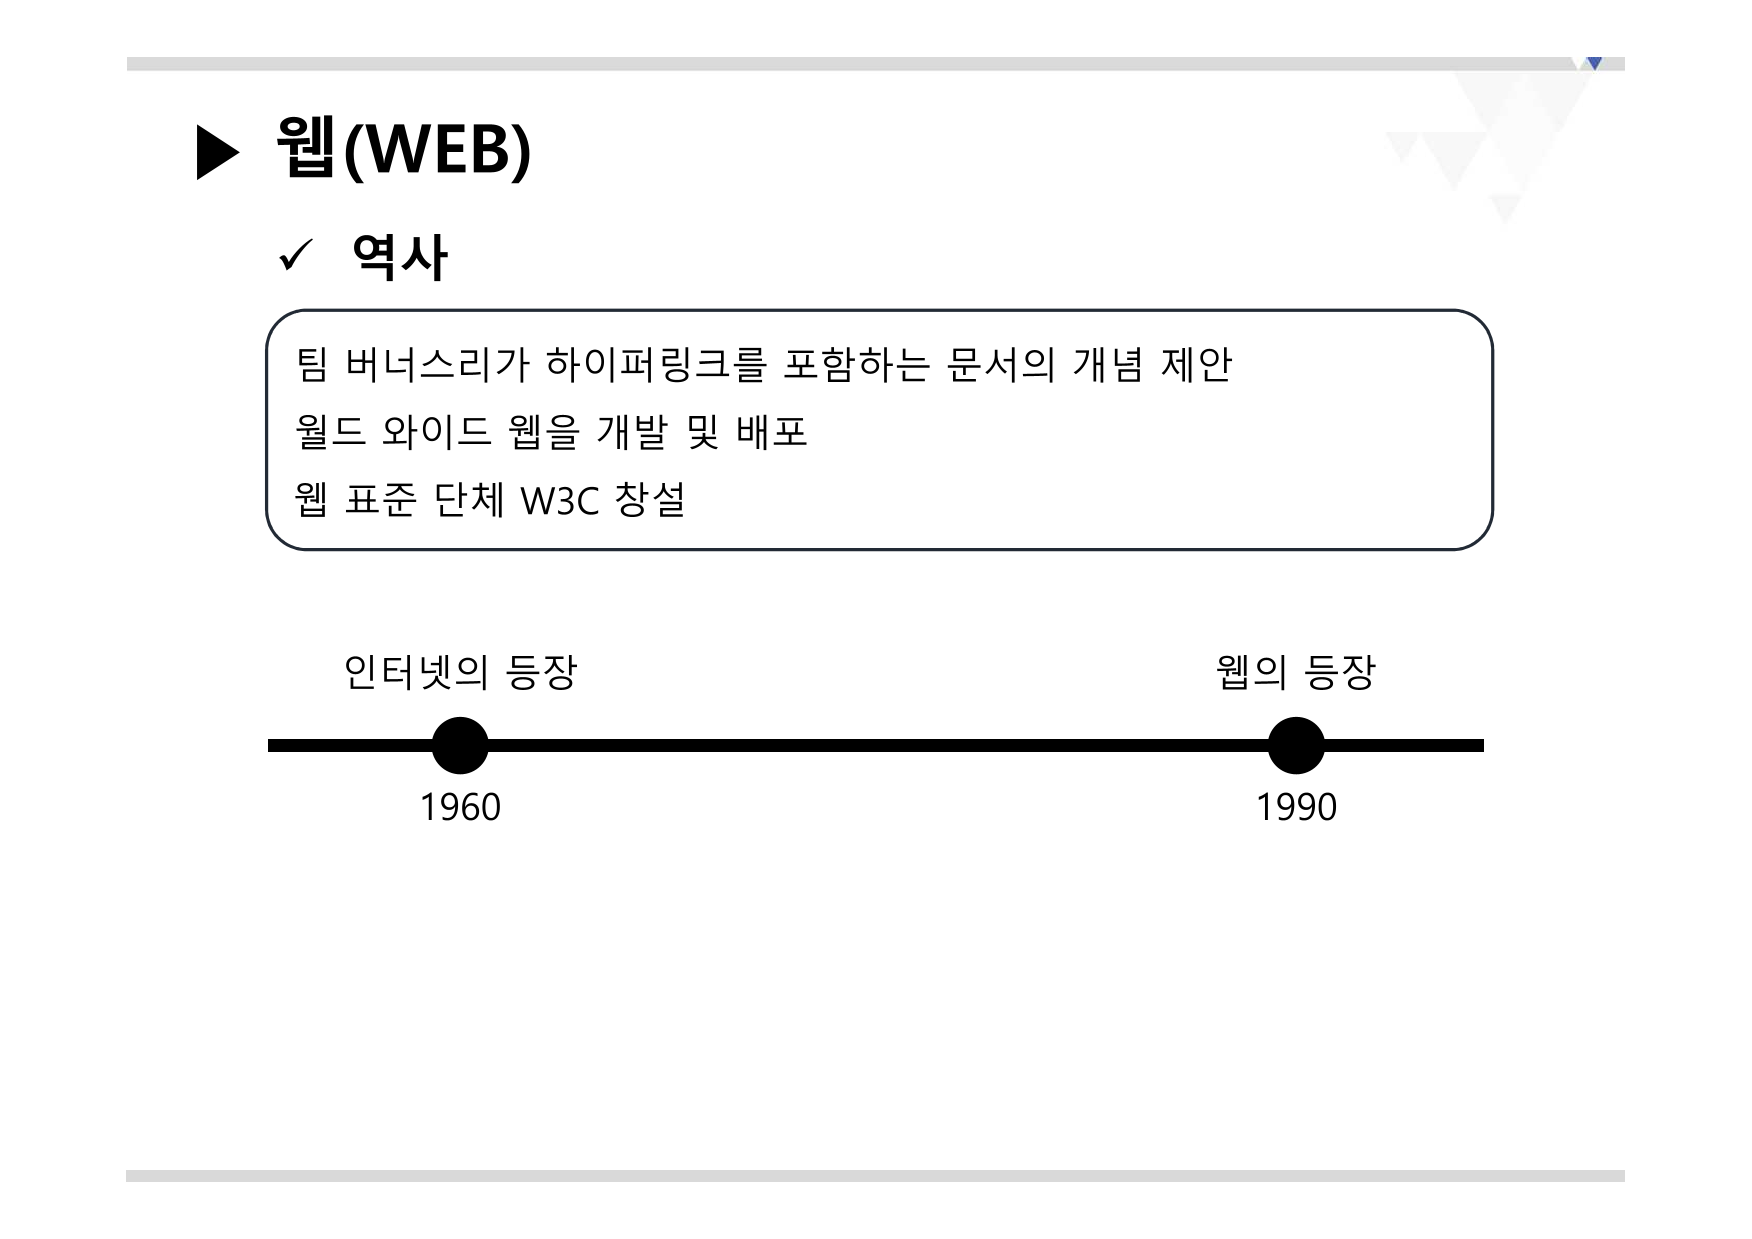 웹(WEB)
역사
팀 버너스리가 하이퍼링크를 포함하는 문서의 개념 제안
월드 와이드 웹을 개발 및 배포
웹 표준 단체 W3C 창설
인터넷의 등장
웹의 등장
1960
1990